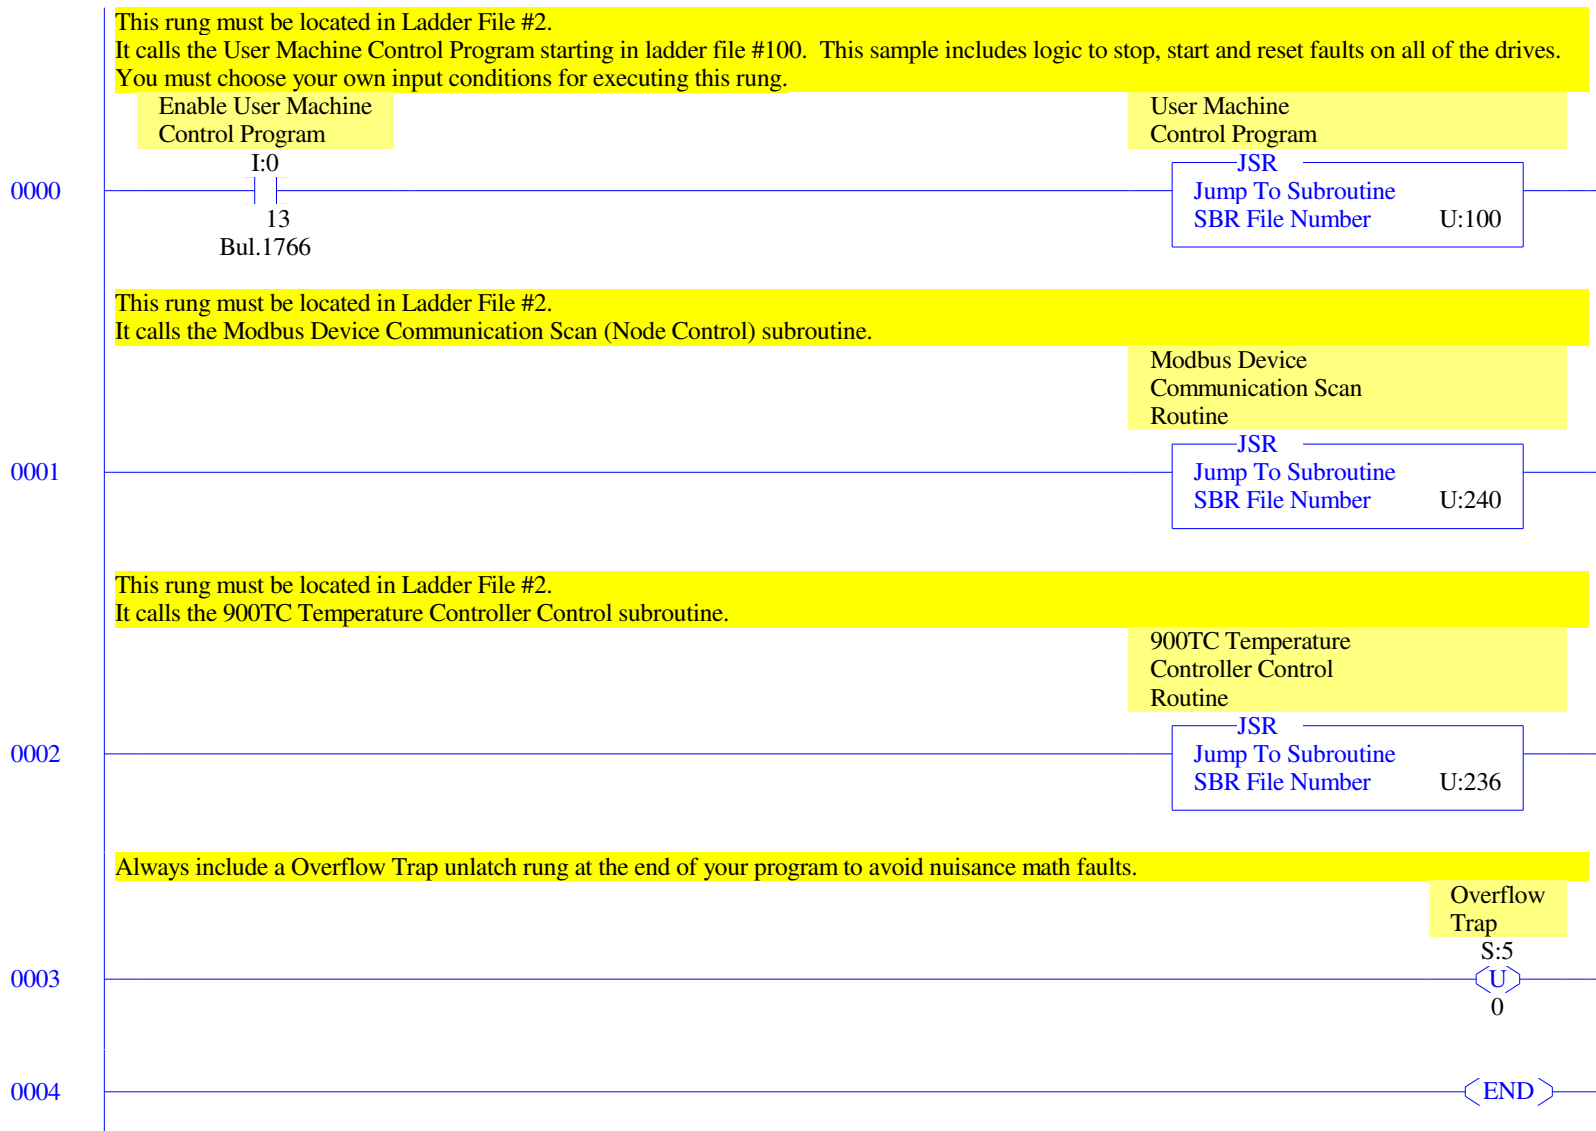 This rung must be located in Ladder File #2.
It calls the User Machine Control Program starting in ladder file #100.  This sample includes logic to stop, start and reset faults on all of the drives.
You must choose your own input conditions for executing this rung.
Enable User Machine
Control Program
I:0
13
Bul.1766
User Machine
Control Program
JSR
Jump To Subroutine
SBR File Number U:100
0000
This rung must be located in Ladder File #2.
It calls the Modbus Device Communication Scan (Node Control) subroutine.
Modbus Device
Communication Scan
Routine
JSR
Jump To Subroutine
SBR File Number U:240
0001
This rung must be located in Ladder File #2.
It calls the 900TC Temperature Controller Control subroutine.
900TC Temperature
Controller Control
Routine
JSR
Jump To Subroutine
SBR File Number U:236
0002
Always include a Overflow Trap unlatch rung at the end of your program to avoid nuisance math faults.
Overflow
Trap
S:5
U
0
0003
0004
END